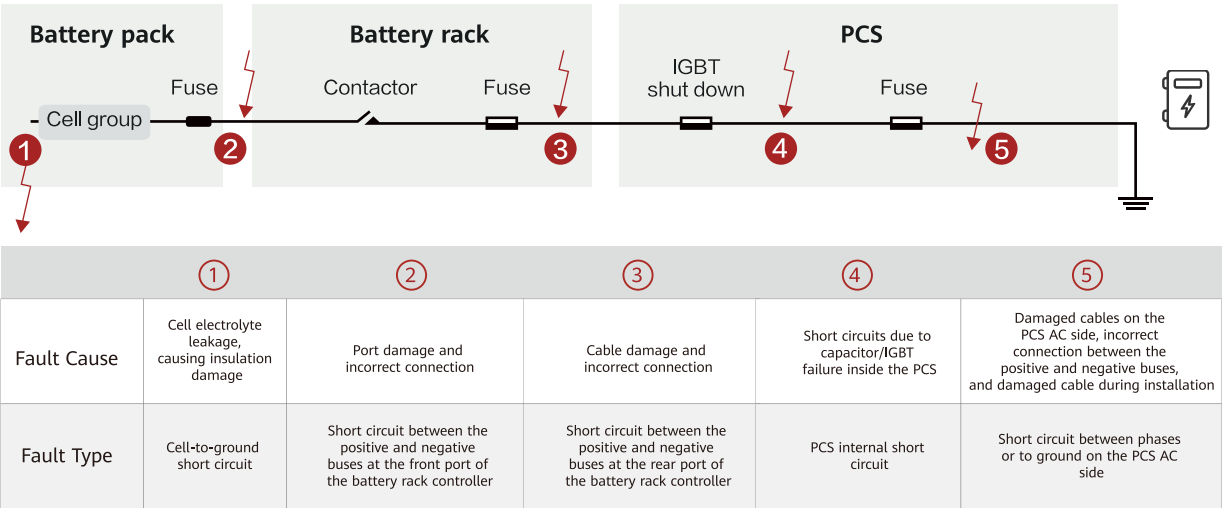 Battery pack
Battery rack
PCS
Fuse
Contactor
Fuse
IGBT
shut down
Fuse
Cell group
1
2
3
4
5
1
2
3
4
5
Fault Cause
Cell electrolyte
leakage,
causing insulation
damage
Port damage and
incorrect connection
Cable damage and
incorrect connection
Short circuits due to
capacitor/IGBT
failure inside the PCS
Damaged cables on the
PCS AC side, incorrect
connection between the
positive and negative buses,
and damaged cable during installation
Fault Type
Cell-to-ground
short circuit
Short circuit between the
positive and negative
buses at the front port of
the battery rack controller
Short circuit between the
positive and negative
buses at the rear port of
the battery rack controller
PCS internal short
circuit
Short circuit between phases
or to ground on the PCS AC
side